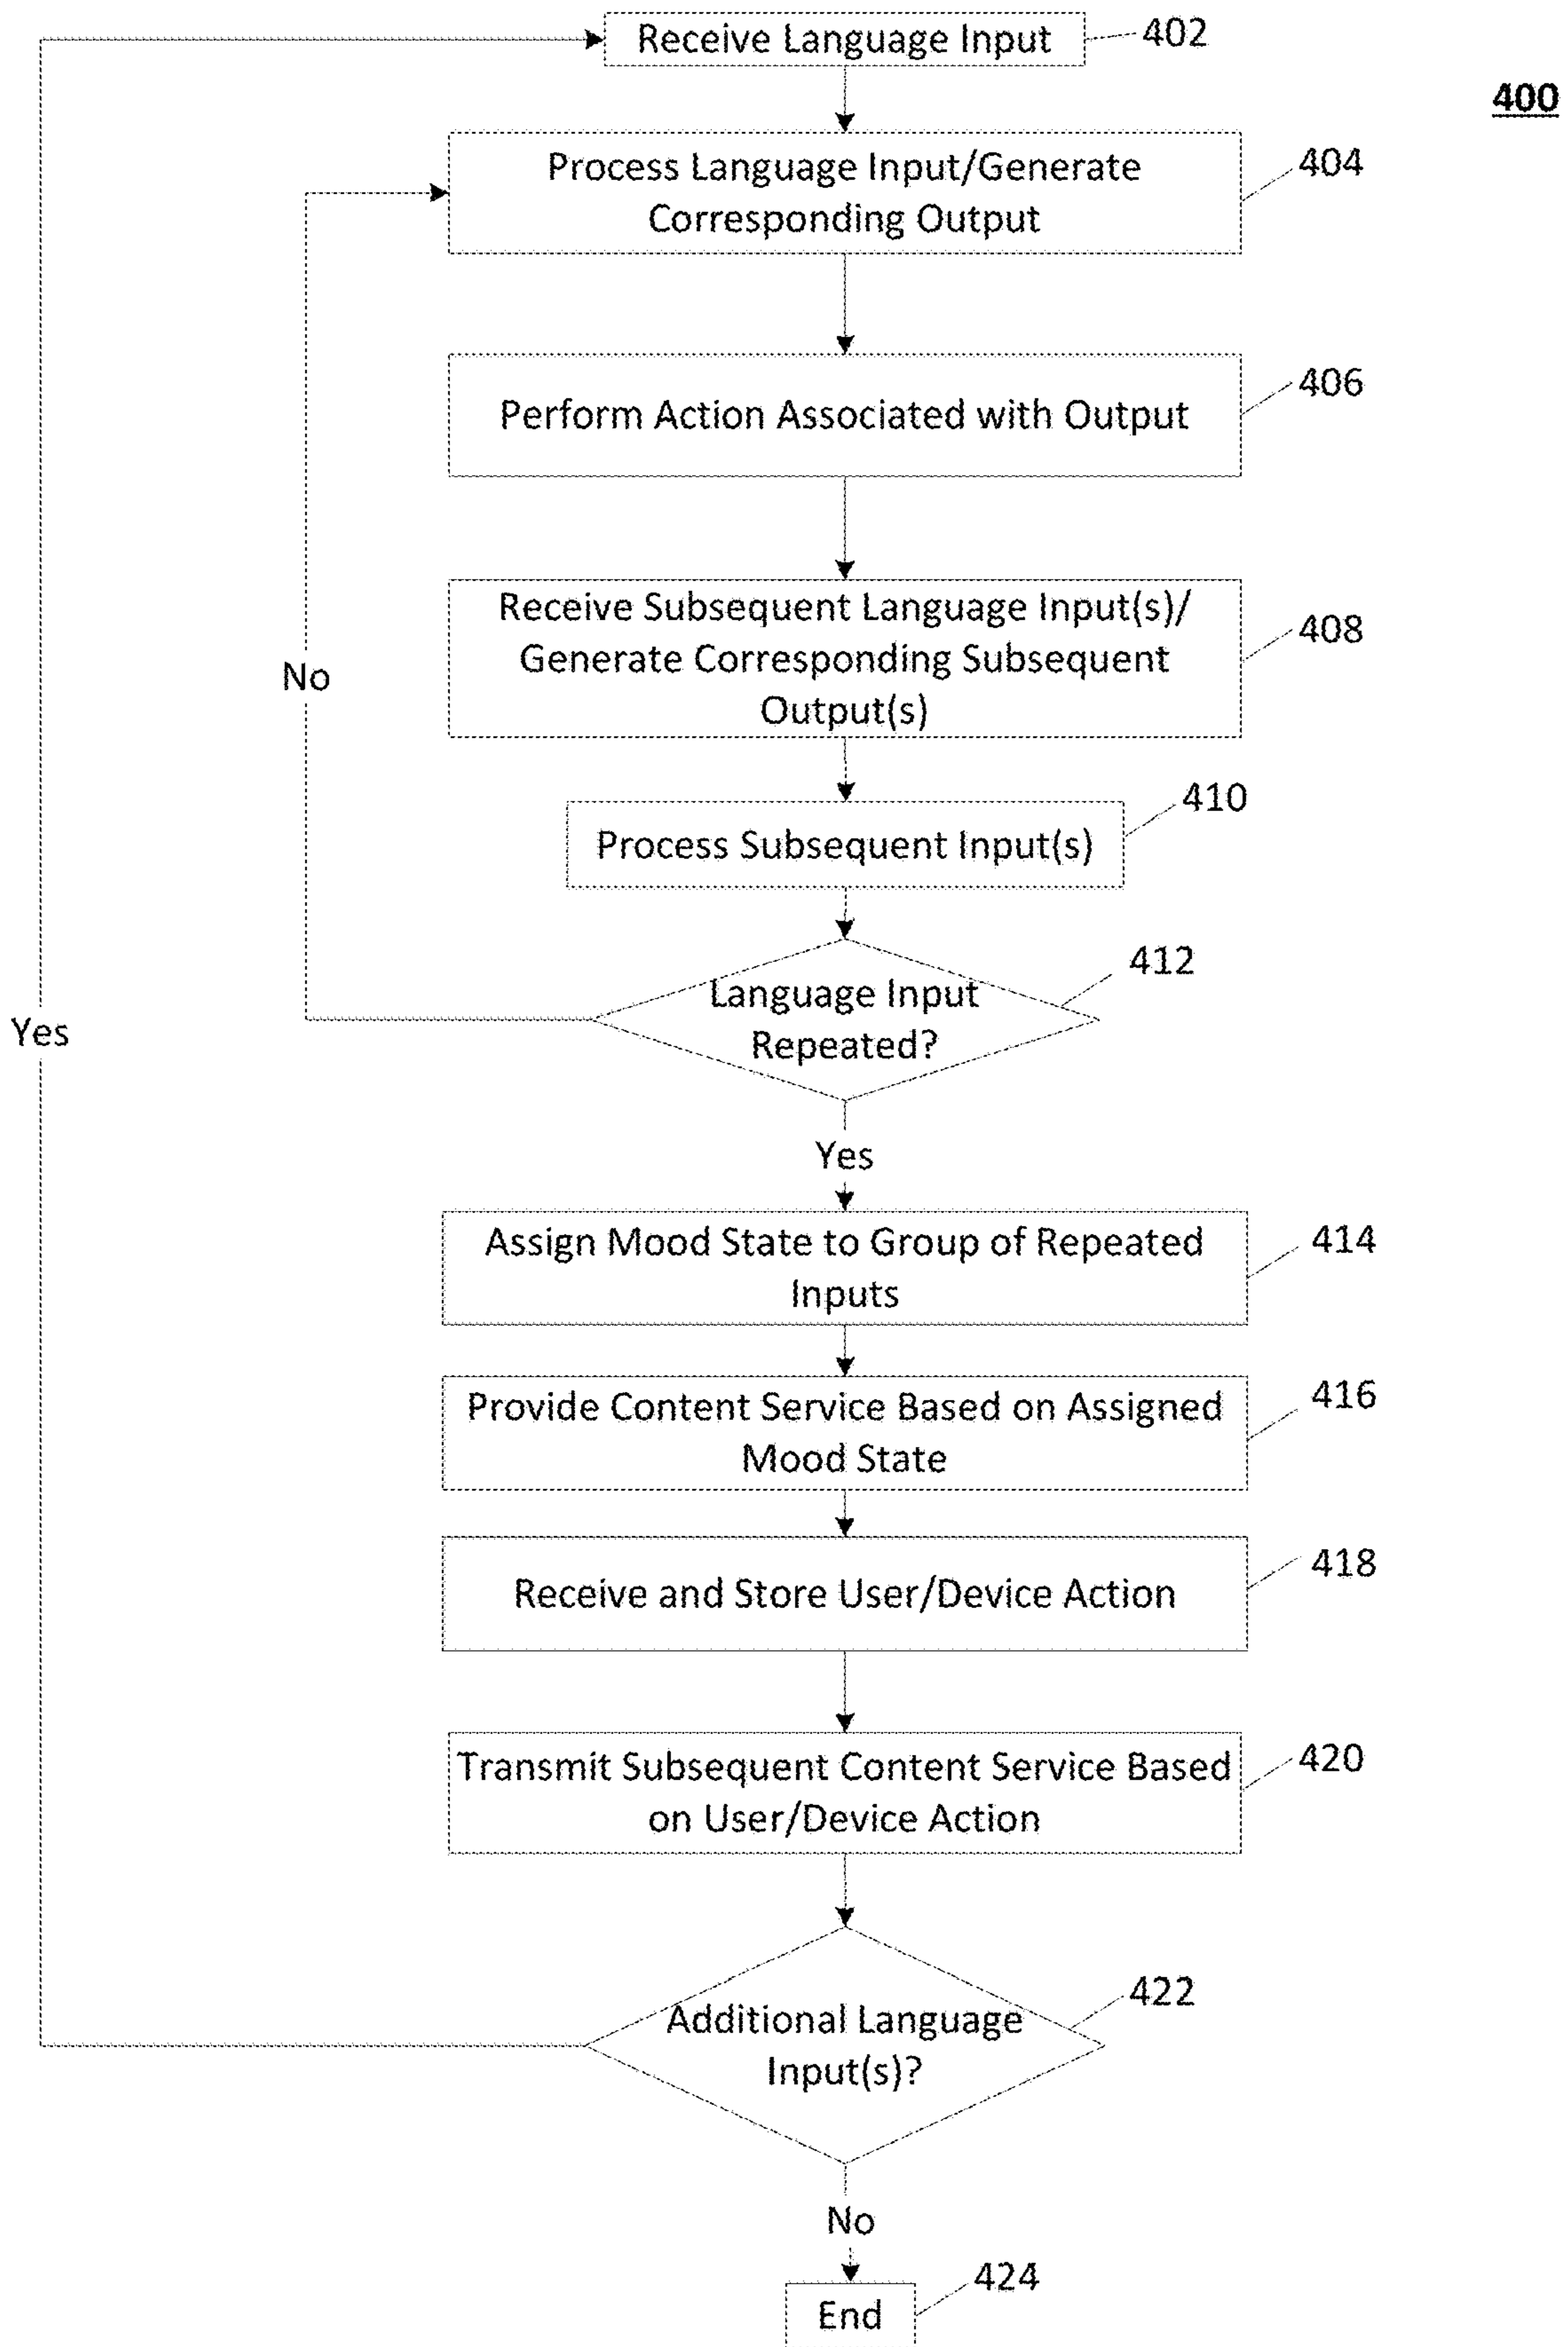 Receive Language Input
402
400
Process Language Input/Generate
Corresponding Output
404
Perform Action Associated with Output
406
Receive Subsequent Language Input(s)/
Generate Corresponding Subsequent
Output(s)
408
No
Process Subsequent Input(s)
410
Language Input
Repeated?
412
Yes
Yes
Assign Mood State to Group of Repeated
Inputs
414
Provide Content Service Based on Assigned
Mood State
416
Receive and Store User/Device Action
418
Transmit Subsequent Content Service Based
on User/Device Action
420
Additional Language
Input(s)?
422
No
End
424